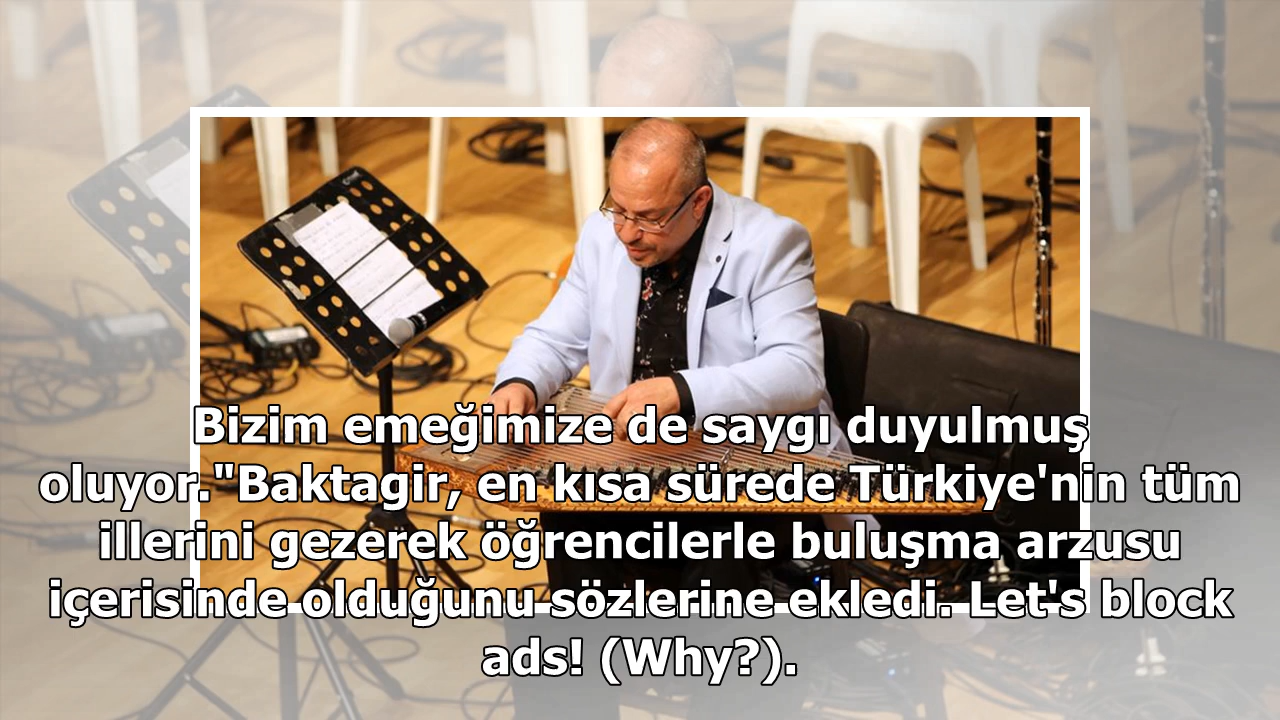 Bizim emeğimize de saygı duyulmuş
oluyor."Baktagir, en kısa sürede Türkiye'nin tüm
illerini gezerek öğrencilerle buluşma arzusu
içerisinde olduğunu sözlerine ekledi. Let's block
ads! (Why?).